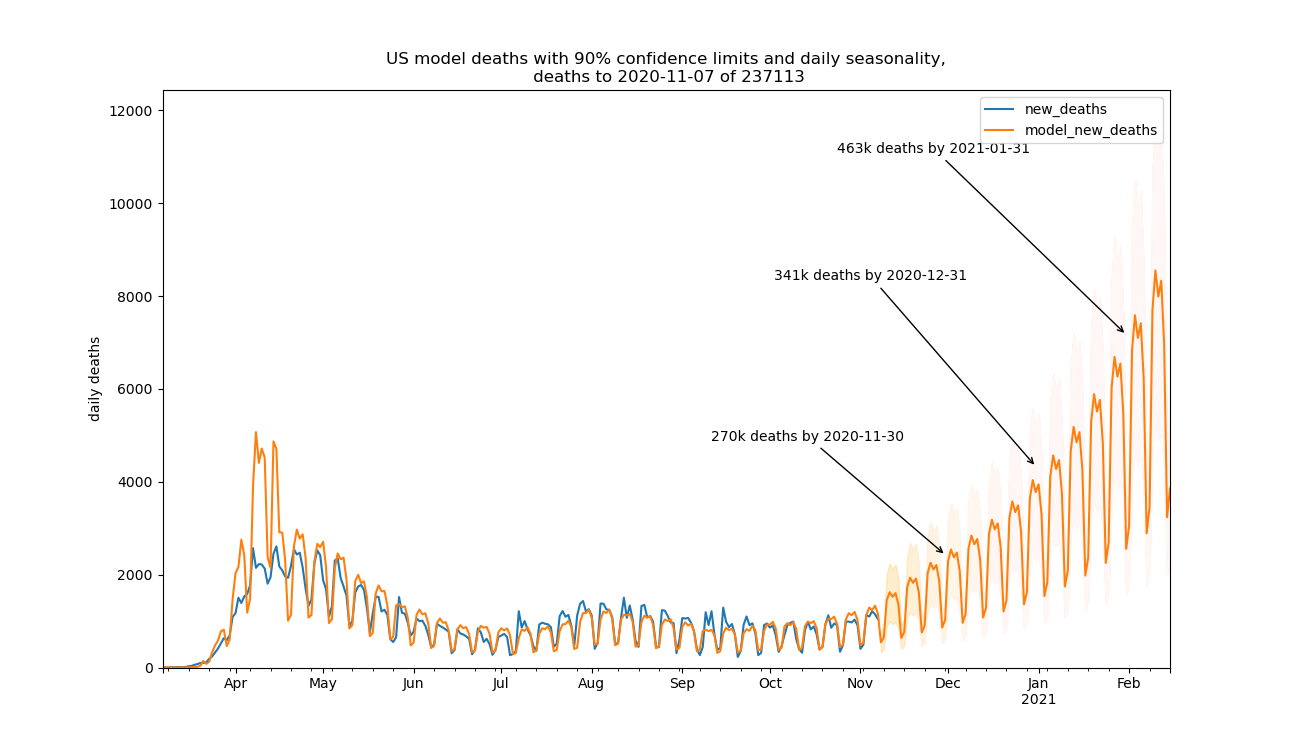 US model deaths with 90% confidence limits and daily seasonality,
deaths to 2020-11-07 of 237113
new_deaths
model_new_deaths
463k deaths by 2021-01-31
341k deaths by 2020-12-31
270k deaths by 2020-11-30
daily deaths
12000
10000
8000
6000
4000
2000
0
Apr May Jun Jul Aug Sep Oct Nov Dec Jan Feb
2021